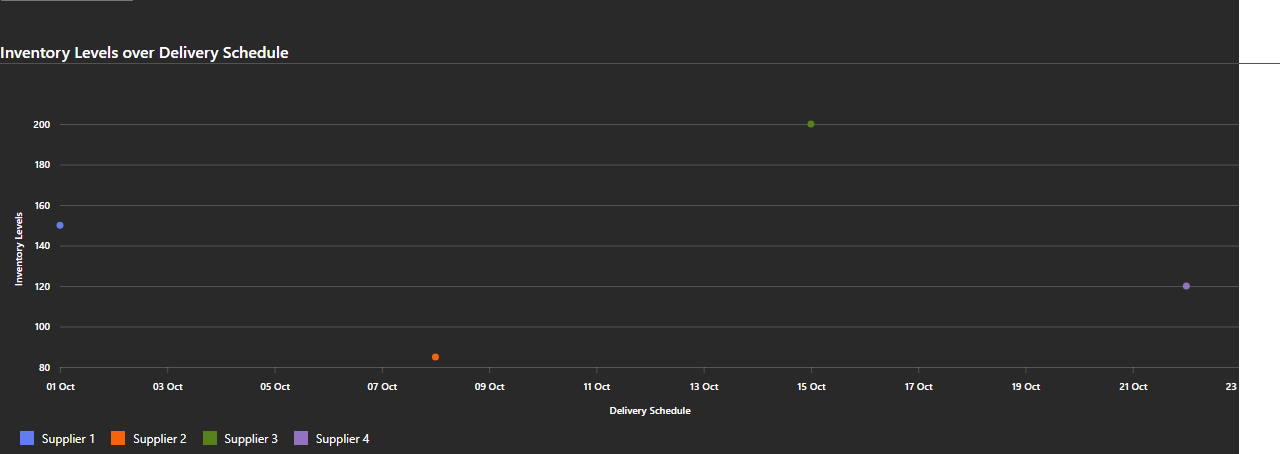 Inventory Levels over Delivery Schedule
200
180
160
140
120
100
80
Inventory Levels
01 Oct 03 Oct 05 Oct 07 Oct 09 Oct 11 Oct 13 Oct 15 Oct 17 Oct 19 Oct 21 Oct 23
Delivery Schedule
Supplier 1 Supplier 2 Supplier 3 Supplier 4